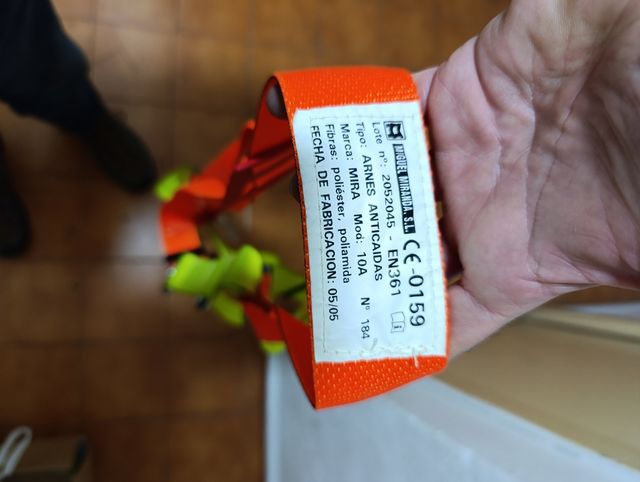 MIGUEL MIRANDA, S.L. CE-0159
Lote nº: 2052045 - EN361
Tipo: ARNES ANTICAIDAS
Marca: MIRA Mod: 10A Nº 184
Fibras: poliéster, poliamida
FECHA DE FABRICACION: 05/05